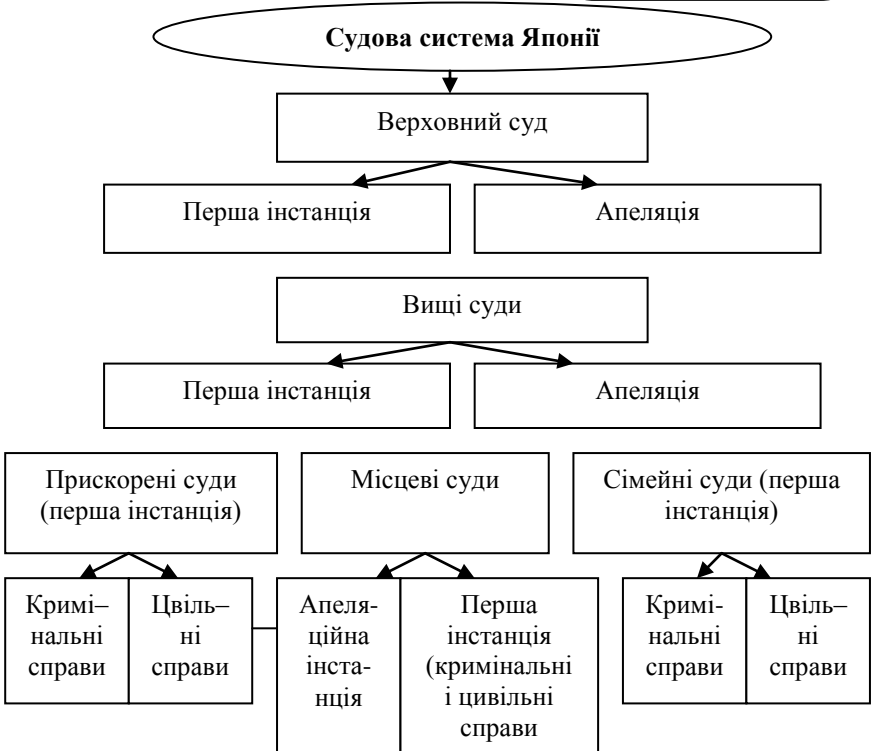 Судова система Японії
Верховний суд
Перша інстанція
Апеляція
Вищі суди
Перша інстанція
Апеляція
Прискорені суди
(перша інстанція)
Місцеві суди
Сімейні суди (перша
інстанція)
Кримі–
нальні
справи
Цвіль–
ні
справи
Апеля-
ційна
інста-
нція
Перша
інстанція
(кримінальні
і цивільні
справи
Кримі-
нальні
справи
Цвіль–
ні
справи